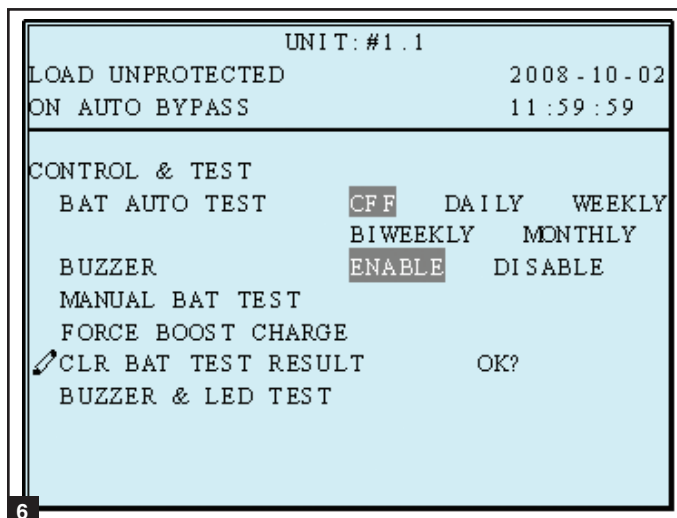 UNIT:#1.1
LOAD UNPROTECTED 2008-10-02
ON AUTO BYPASS 11:59:59
CONTROL & TEST
BAT AUTO TEST CFF DAILY WEEKLY
BIWEEKLY MONTHLY
BUZZER ENABLE DISABLE
MANUAL BAT TEST
FORCE BOOST CHARGE
CLR BAT TEST RESULT OK?
BUZZER & LED TEST
6